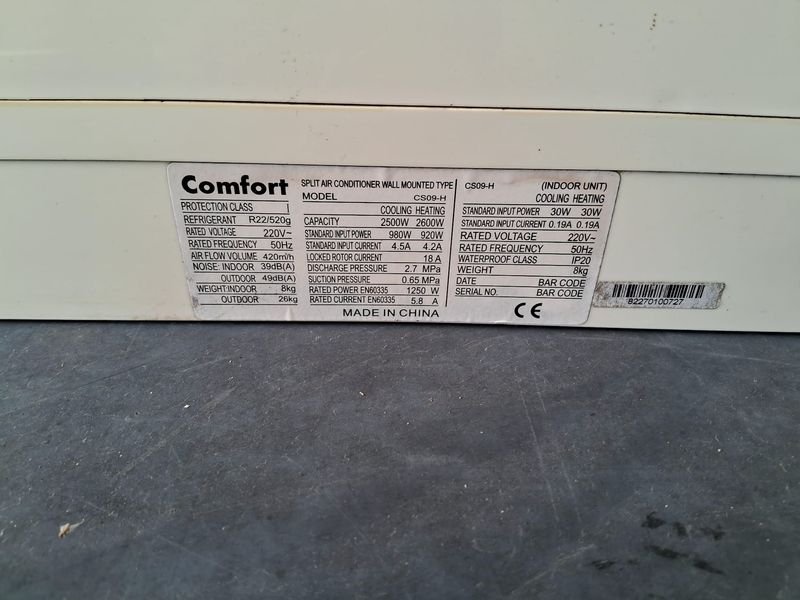 Comfort
PROTECTION CLASS I
REFRIGERANT R22/520g
RATED VOLTAGE 220V~
RATED FREQUENCY 50Hz
AIR FLOW VOLUME 420m/h
NOISE: INDOOR 39dB(A)
OUTDOOR 49dB(A)
WEIGHT:INDOOR 8kg
OUTDOOR 26kg
SPLIT AIR CONDITIONER WALL MOUNTED TYPE
MODEL CS09-H
COOLING HEATING
CAPACITY 2500W 2600W
STANDARD INPUT POWER 980W 920W
STANDARD INPUT CURRENT 4.5A 4.2A
LOCKED ROTOR CURRENT 18 A
DISCHARGE PRESSURE 2.7 MPa
SUCTION PRESSURE 0.65 MPa
RATED POWER EN60335 1250 W
RATED CURRENT EN60335 5.8 A
MADE IN CHINA
CS09-H (INDOOR UNIT)
COOLING HEATING
STANDARD INPUT POWER 30W 30W
STANDARD INPUT CURRENT 0.19A 0.19A
RATED VOLTAGE 220V~
RATED FREQUENCY 50Hz
WATERPROOF CLASS IP20
WEIGHT 8kg
DATE BAR CODE
SERIAL NO. BAR CODE
CE
82270100727